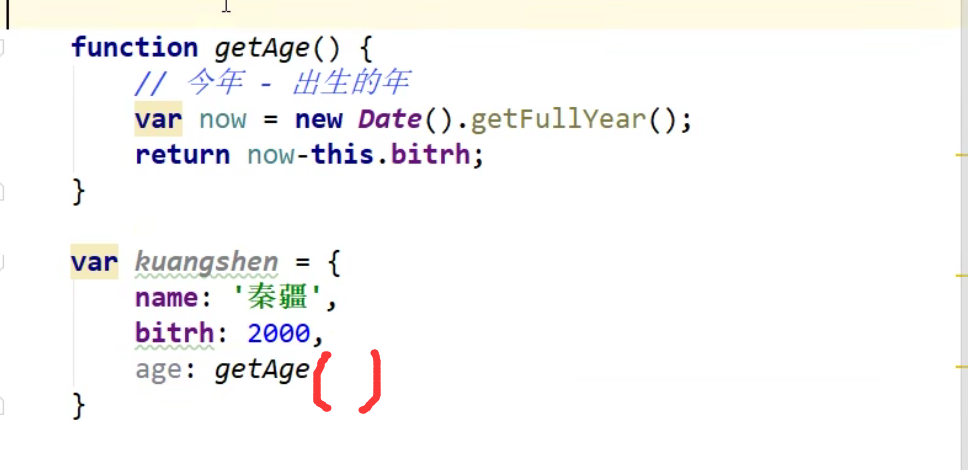 function getAge() {
// 今年 - 出生的年
var now = new Date().getFullYear();
return now-this.bitrh;
}
var kuangshen = {
name: '秦疆',
bitrh: 2000,
age: getAge()
}